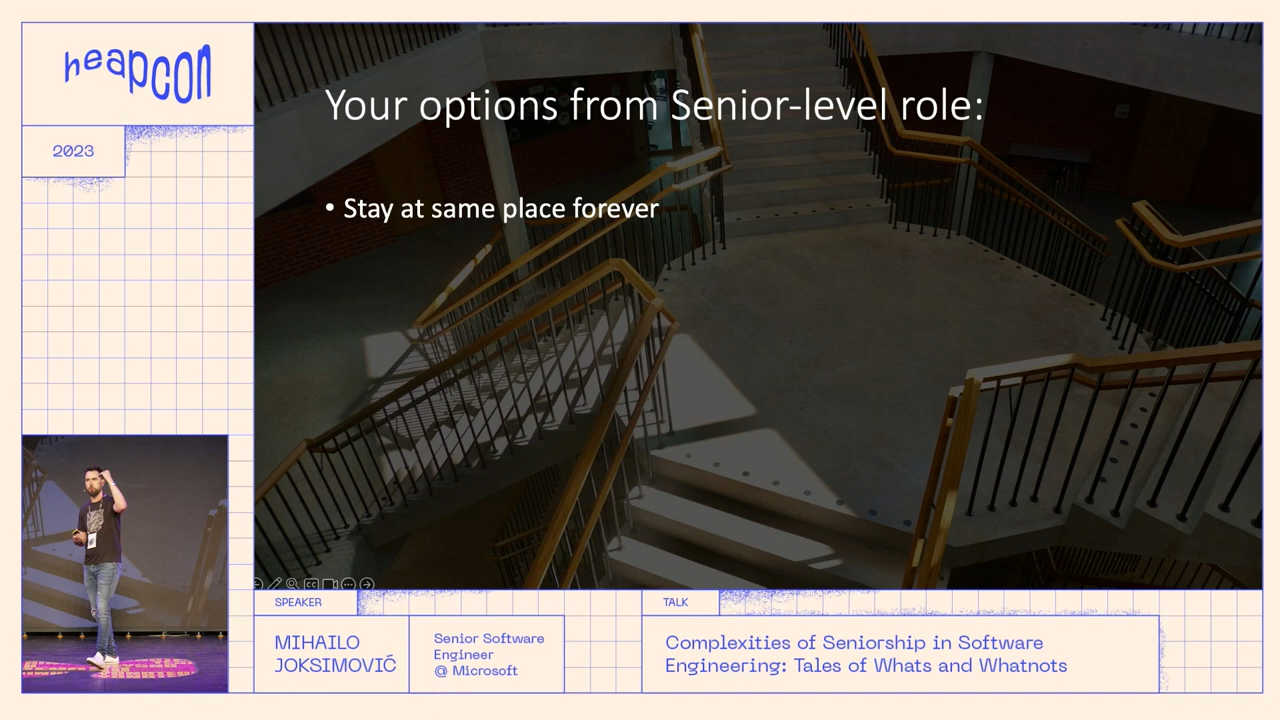 heapcon
2023
Your options from Senior-level role:
• Stay at same place forever
SPEAKER
MIHAILO
JOKSIMOVIĆ
Senior Software
Engineer
@ Microsoft
TALK
Complexities of Seniorship in Software
Engineering: Tales of Whats and Whatnots